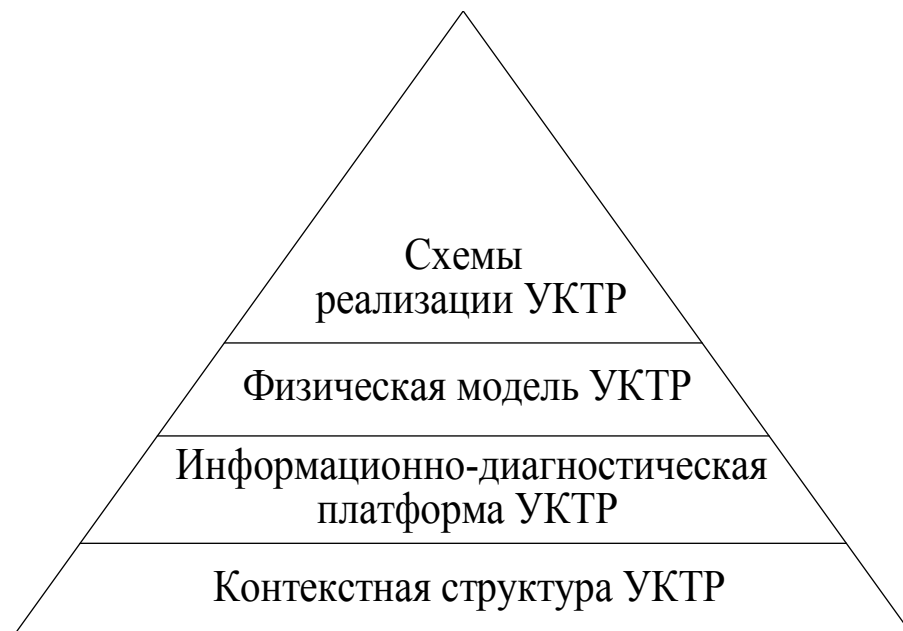 Схемы
реализации УКТР
Физическая модель УКТР
Информационно-диагностическая
платформа УКТР
Контекстная структура УКТР